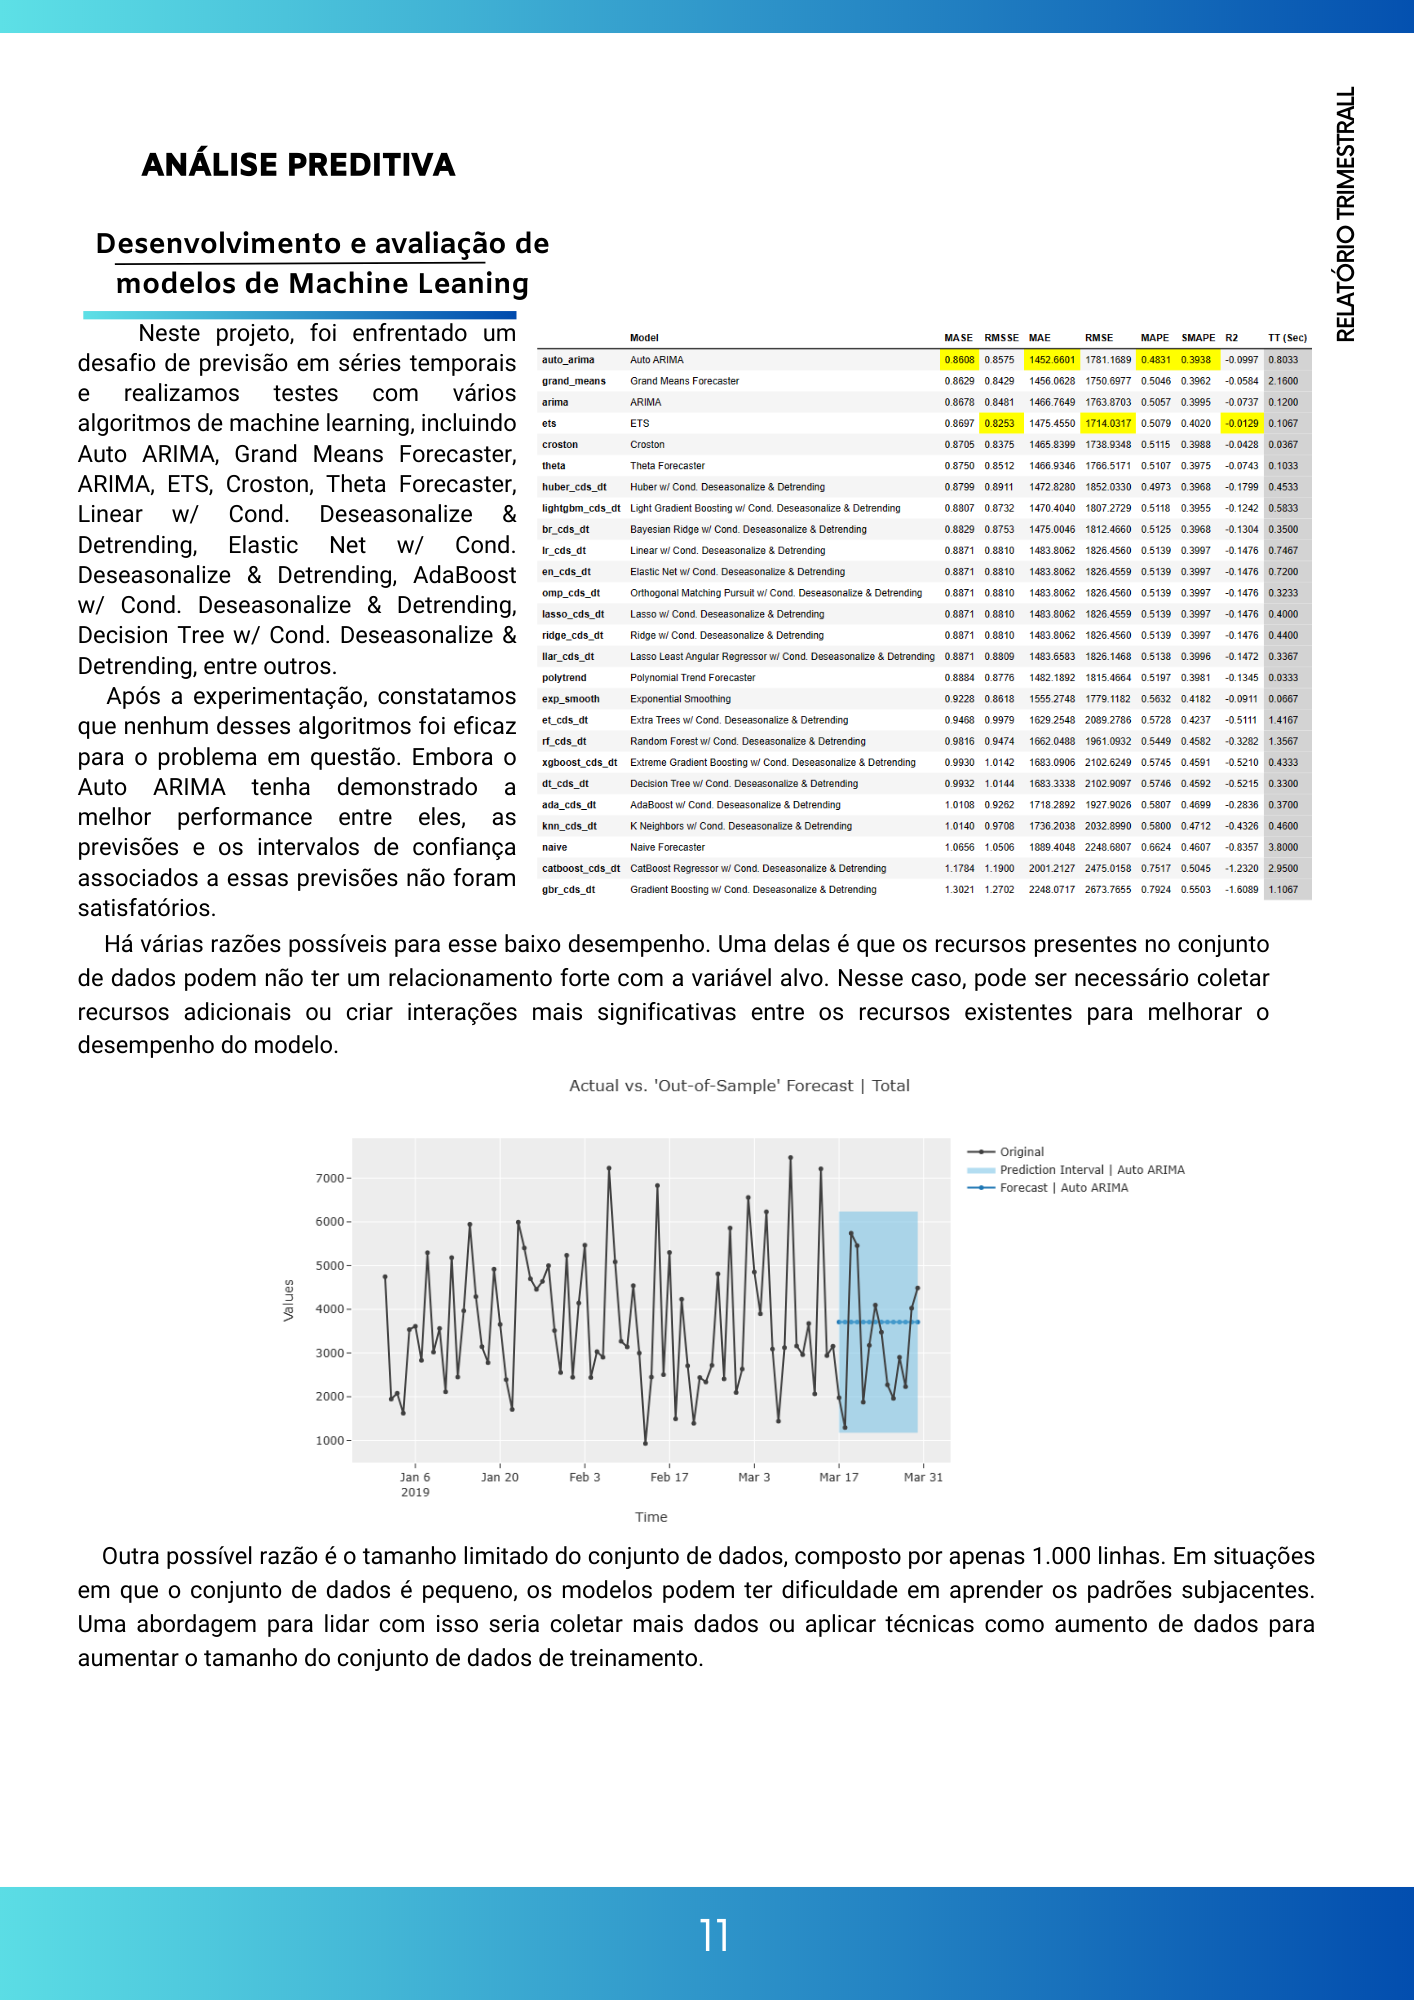 RELATÓRIO TRIMESTRALL
ANÁLISE PREDITIVA
Desenvolvimento e avaliação de
modelos de Machine Leaning
Neste projeto, foi enfrentado um
desafio de previsão em séries temporais
e realizamos testes com vários
algoritmos de machine learning, incluindo
Auto ARIMA, Grand Means Forecaster,
ARIMA, ETS, Croston, Theta Forecaster,
Linear w/ Cond. Deseasonalize &
Detrending, Elastic Net w/ Cond.
Deseasonalize & Detrending, AdaBoost
w/ Cond. Deseasonalize & Detrending,
Decision Tree w/ Cond. Deseasonalize &
Detrending, entre outros.
Após a experimentação, constatamos
que nenhum desses algoritmos foi eficaz
para o problema em questão. Embora o
Auto ARIMA tenha demonstrado a
melhor performance entre eles, as
previsões e os intervalos de confiança
associados a essas previsões não foram
satisfatórios.
Model MASE RMSSE MAE RMSE MAPE SMAPE R2 TT (Sec)
auto_arima Auto ARIMA 0.8608 0.8575 1452.6601 1781.1689 0.4831 0.3938 -0.0997 0.8033
grand_means Grand Means Forecaster 0.8629 0.8429 1456.0628 1750.6977 0.5046 0.3962 -0.0584 2.1600
arima ARIMA 0.8678 0.8481 1466.7649 1763.8703 0.5057 0.3995 -0.0737 0.1200
ets ETS 0.8697 0.8253 1475.4550 1714.0317 0.5079 0.4020 -0.0129 0.1067
croston Croston 0.8705 0.8375 1465.8399 1738.9348 0.5115 0.3988 -0.0428 0.0367
theta Theta Forecaster 0.8750 0.8512 1466.9346 1766.5171 0.5107 0.3975 -0.0743 0.1033
huber_cds_dt Huber w/ Cond. Deseasonalize & Detrending 0.8799 0.8911 1472.8280 1852.0330 0.4973 0.3968 -0.1799 0.4533
lightgbm_cds_dt Light Gradient Boosting w/ Cond. Deseasonalize & Detrending 0.8807 0.8732 1470.4040 1807.2729 0.5118 0.3955 -0.1242 0.5833
br_cds_dt Bayesian Ridge w/ Cond. Deseasonalize & Detrending 0.8829 0.8753 1475.0046 1812.4660 0.5125 0.3968 -0.1304 0.3500
lr_cds_dt Linear w/ Cond. Deseasonalize & Detrending 0.8871 0.8810 1483.8062 1826.4560 0.5139 0.3997 -0.1476 0.7467
en_cds_dt Elastic Net w/ Cond. Deseasonalize & Detrending 0.8871 0.8810 1483.8062 1826.4559 0.5139 0.3997 -0.1476 0.7200
omp_cds_dt Orthogonal Matching Pursuit w/ Cond. Deseasonalize & Detrending 0.8871 0.8810 1483.8062 1826.4560 0.5139 0.3997 -0.1476 0.3233
lasso_cds_dt Lasso w/ Cond. Deseasonalize & Detrending 0.8871 0.8810 1483.8062 1826.4559 0.5139 0.3997 -0.1476 0.4000
ridge_cds_dt Ridge w/ Cond. Deseasonalize & Detrending 0.8871 0.8810 1483.8062 1826.4560 0.5139 0.3997 -0.1476 0.4400
llar_cds_dt Lasso Least Angular Regressor w/ Cond. Deseasonalize & Detrending 0.8871 0.8809 1483.6583 1826.1468 0.5138 0.3996 -0.1472 0.3367
polytrend Polynomial Trend Forecaster 0.8884 0.8776 1482.1892 1815.4664 0.5197 0.3981 -0.1345 0.0333
exp_smooth Exponential Smoothing 0.9228 0.8618 1555.2748 1779.1182 0.5632 0.4182 -0.0911 0.0667
et_cds_dt Extra Trees w/ Cond. Deseasonalize & Detrending 0.9468 0.9979 1629.2548 2089.2786 0.5728 0.4237 -0.5111 1.4167
rf_cds_dt Random Forest w/ Cond. Deseasonalize & Detrending 0.9816 0.9474 1662.0488 1961.0932 0.5449 0.4582 -0.3282 1.3567
xgboost_cds_dt Extreme Gradient Boosting w/ Cond. Deseasonalize & Detrending 0.9930 1.0142 1683.0906 2102.6249 0.5745 0.4591 -0.5210 0.4333
dt_cds_dt Decision Tree w/ Cond. Deseasonalize & Detrending 0.9932 1.0144 1683.3338 2102.9097 0.5746 0.4592 -0.5215 0.3300
ada_cds_dt AdaBoost w/ Cond. Deseasonalize & Detrending 1.0108 0.9262 1718.2892 1927.9026 0.5807 0.4699 -0.2836 0.3700
knn_cds_dt K Neighbors w/ Cond. Deseasonalize & Detrending 1.0140 0.9708 1736.2038 2032.8990 0.5800 0.4712 -0.4326 0.4600
naive Naive Forecaster 1.0656 1.0506 1889.4048 2248.6807 0.6624 0.4607 -0.8357 3.8000
catboost_cds_dt CatBoost Regressor w/ Cond. Deseasonalize & Detrending 1.1784 1.1900 2001.2127 2475.0158 0.7517 0.5045 -1.2320 2.9500
gbr_cds_dt Gradient Boosting w/ Cond. Deseasonalize & Detrending 1.3021 1.2702 2248.0717 2673.7655 0.7924 0.5503 -1.6089 1.1067
Há várias razões possíveis para esse baixo desempenho. Uma delas é que os recursos presentes no conjunto
de dados podem não ter um relacionamento forte com a variável alvo. Nesse caso, pode ser necessário coletar
recursos adicionais ou criar interações mais significativas entre os recursos existentes para melhorar o
desempenho do modelo.
Actual vs. 'Out-of-Sample' Forecast | Total
Original
Prediction Interval | Auto ARIMA
Forecast | Auto ARIMA
Values
7000
6000
5000
4000
3000
2000
1000
Jan 6 Jan 20 Feb 3 Feb 17 Mar 3 Mar 17 Mar 31
2019
Time
Outra possível razão é o tamanho limitado do conjunto de dados, composto por apenas 1.000 linhas. Em situações
em que o conjunto de dados é pequeno, os modelos podem ter dificuldade em aprender os padrões subjacentes.
Uma abordagem para lidar com isso seria coletar mais dados ou aplicar técnicas como aumento de dados para
aumentar o tamanho do conjunto de dados de treinamento.
11